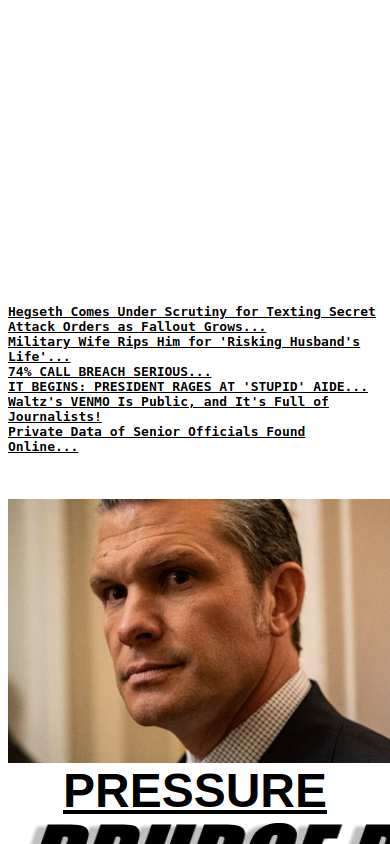 Hegseth Comes Under Scrutiny for Texting Secret
Attack Orders as Fallout Grows...
Military Wife Rips Him for 'Risking Husband's
Life'...
74% CALL BREACH SERIOUS...
IT BEGINS: PRESIDENT RAGES AT 'STUPID' AIDE...
Waltz's VENMO Is Public, and It's Full of
Journalists!
Private Data of Senior Officials Found
Online...
PRESSURE